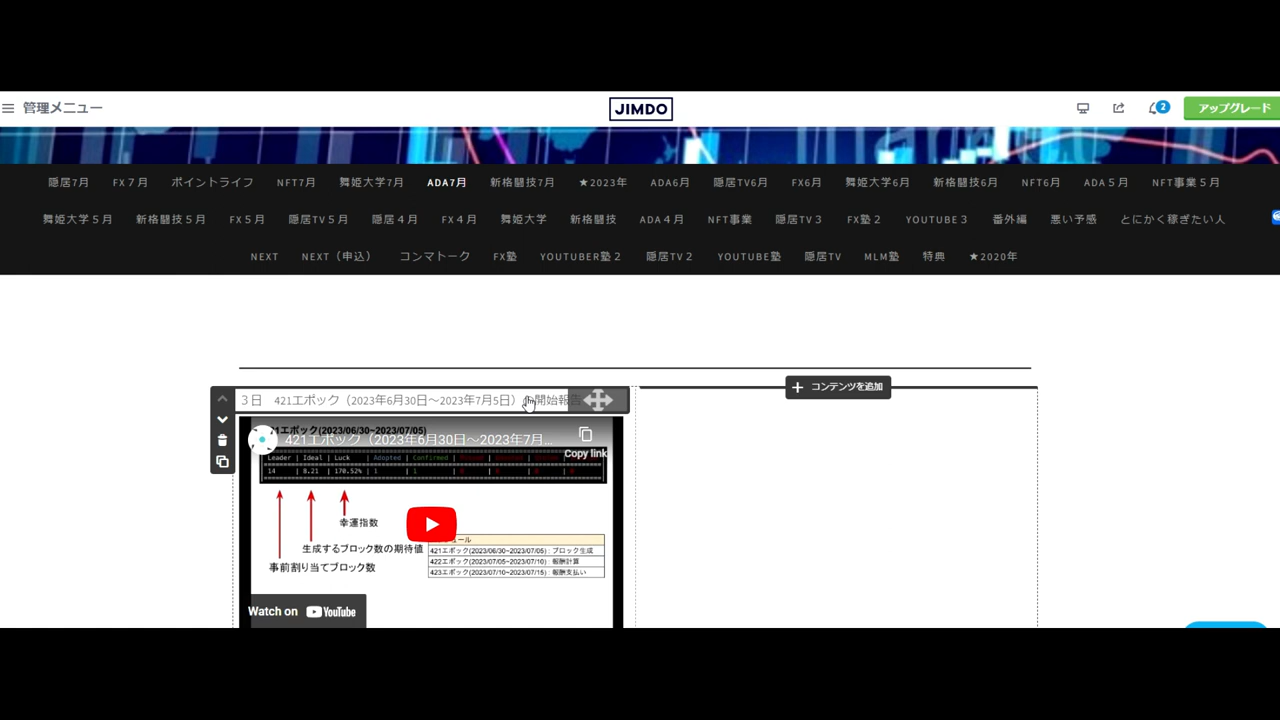 管理メニュー
JIMDO
2
アップグレード
隠居7月 FX７月 ポイントライフ NFT7月 舞姫大学7月 ADA7月 新格闘技7月 ★2023年 ADA6月 隠居TV6月 FX6月 舞姫大学6月 新格闘技6月 NFT6月 ADA５月 NFT事業５月
舞姫大学５月 新格闘技５月 FX５月 隠居TV５月 隠居４月 FX４月 舞姫大学 新格闘技 ADA４月 NFT事業 隠居TV３ FX塾２ YOUTUBE３ 番外編 悪い予感 とにかく稼ぎたい人
NEXT NEXT（申込） コンマトーク FX塾 YOUTUBER塾２ 隠居TV２ YOUTUBE塾 隠居TV MLM塾 特典 ★2020年
コンテンツを追加
３日 421エポック（2023年6月30日～2023年7月5日） 開始報告
421エポック（2023年6月30日～2023年7月…
Copy link
Leader | Ideal | Luck | Adopted | Confirmed
14 | 8.21 | 170.52% | 1 | 1
幸運指数
生成するブロック数の期待値
事前割り当てブロック数
421エポック(2023/06/30~2023/07/05)：ブロック生成
422エポック(2023/07/05~2023/07/10)：報酬計算
423エポック(2023/07/10~2023/07/15)：報酬支払い
Watch on YouTube